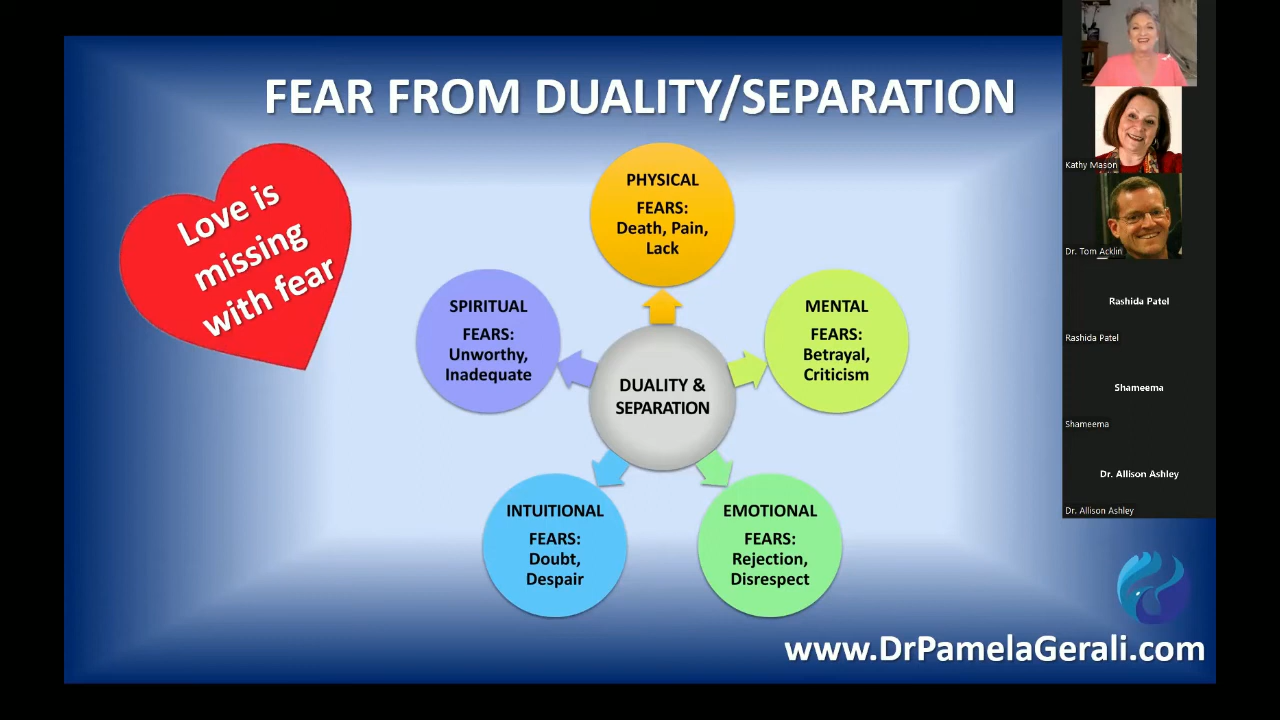 FEAR FROM DUALITY/SEPARATION
Love is
missing
with fear
PHYSICAL
FEARS:
Death, Pain,
Lack
SPIRITUAL
FEARS:
Unworthy,
Inadequate
MENTAL
FEARS:
Betrayal,
Criticism
DUALITY &
SEPARATION
INTUITIONAL
FEARS:
Doubt,
Despair
EMOTIONAL
FEARS:
Rejection,
Disrespect
www.DrPamelaGerali.com
Kathy Mason
Dr. Tom Acklin
Rashida Patel
Rashida Patel
Shameema
Shameema
Dr. Allison Ashley
Dr. Allison Ashley